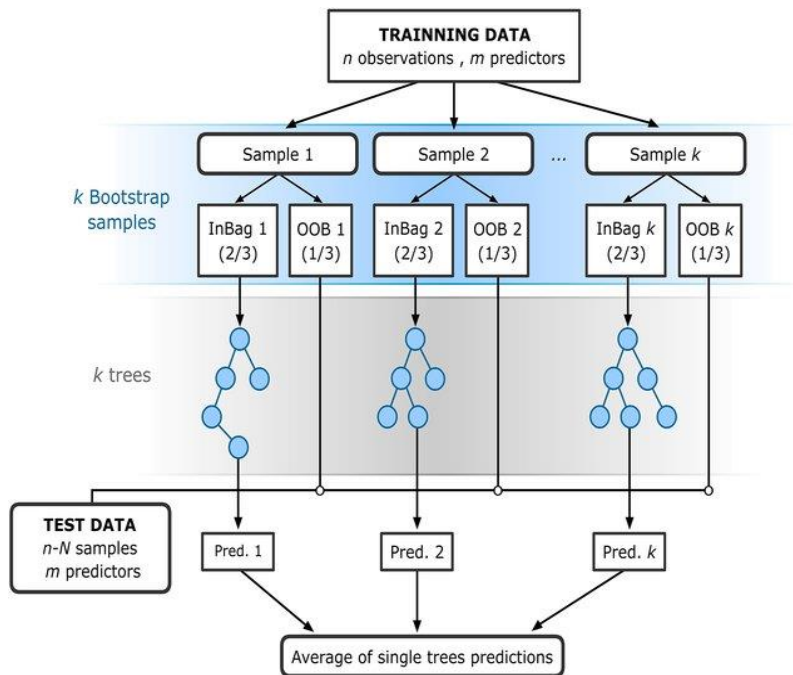 TRAINNING DATA
n observations , m predictors
Sample 1
Sample 2
...
Sample k
k Bootstrap
samples
InBag 1
(2/3)
OOB 1
(1/3)
InBag 2
(2/3)
OOB 2
(1/3)
InBag k
(2/3)
OOB k
(1/3)
k trees
TEST DATA
n-N samples
m predictors
Pred. 1
Pred. 2
Pred. k
Average of single trees predictions